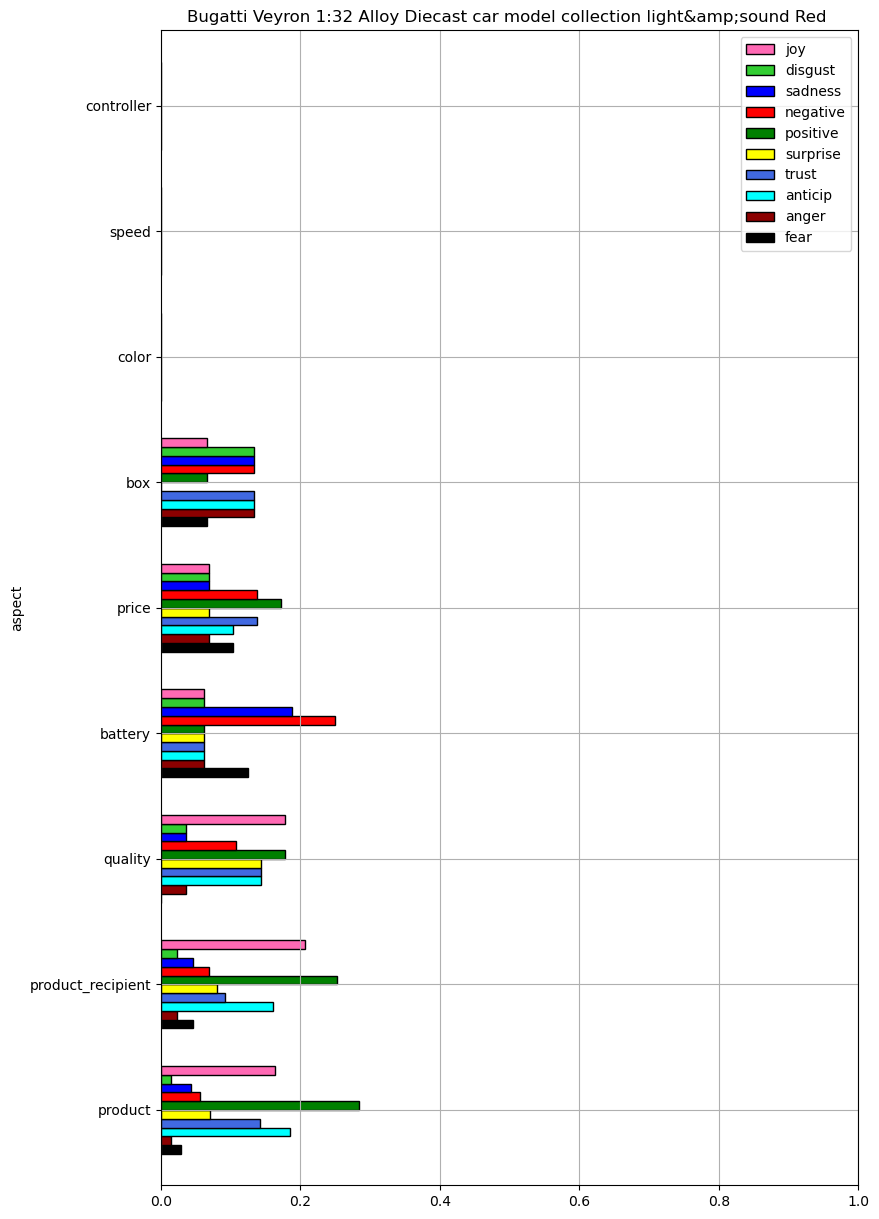 Bugatti Veyron 1:32 Alloy Diecast car model collection light&amp;sound Red
joy
disgust
sadness
negative
positive
surprise
trust
anticip
anger
fear
controller
speed
color
box
price
battery
quality
product_recipient
product
aspect
0.0 0.2 0.4 0.6 0.8 1.0